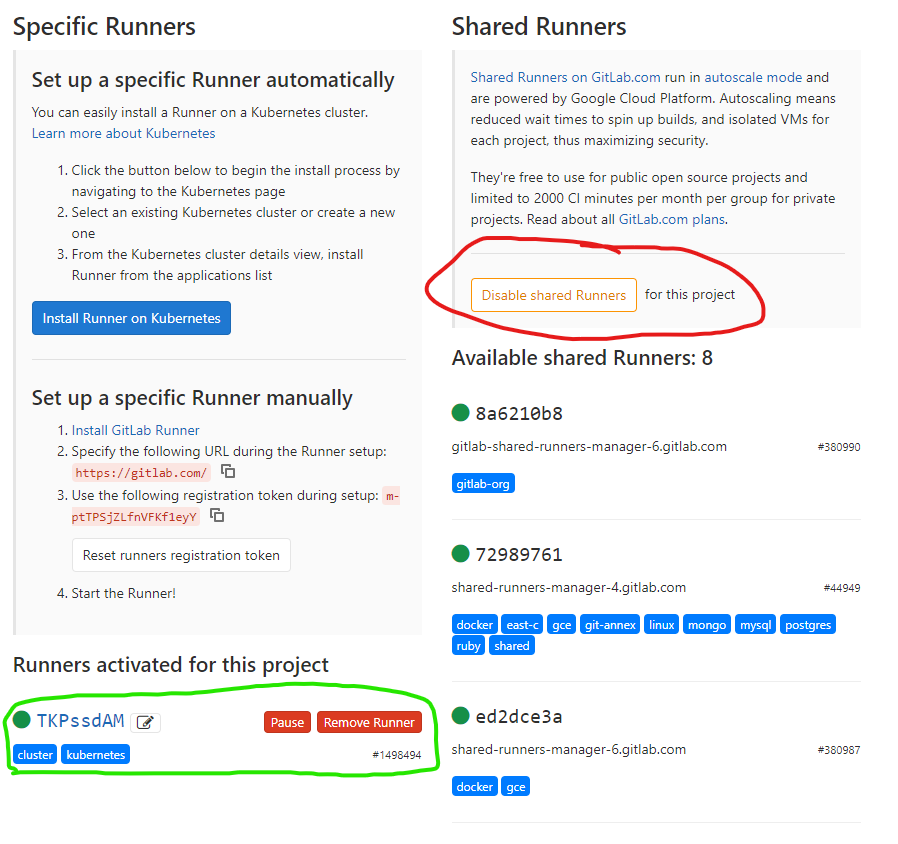 Specific Runners
Set up a specific Runner automatically
You can easily install a Runner on a Kubernetes cluster.
Learn more about Kubernetes
1. Click the button below to begin the install process by
navigating to the Kubernetes page
2. Select an existing Kubernetes cluster or create a new
one
3. From the Kubernetes cluster details view, install
Runner from the applications list
Install Runner on Kubernetes
Set up a specific Runner manually
1. Install GitLab Runner
2. Specify the following URL during the Runner setup:
https://gitlab.com/
3. Use the following registration token during setup: m-
ptTPSjZLfnVFKf1eyY
Reset runners registration token
4. Start the Runner!
Runners activated for this project
TKPssdAM
Pause Remove Runner
cluster kubernetes
#1498494
Shared Runners
Shared Runners on GitLab.com run in autoscale mode and
are powered by Google Cloud Platform. Autoscaling means
reduced wait times to spin up builds, and isolated VMs for
each project, thus maximizing security.
They're free to use for public open source projects and
limited to 2000 CI minutes per month per group for private
projects. Read about all GitLab.com plans.
Disable shared Runners for this project
Available shared Runners: 8
8a6210b8
gitlab-shared-runners-manager-6.gitlab.com #380990
gitlab-org
72989761
shared-runners-manager-4.gitlab.com #44949
docker east-c gce git-annex linux mongo mysql postgres
ruby shared
ed2dce3a
shared-runners-manager-6.gitlab.com #380987
docker gce